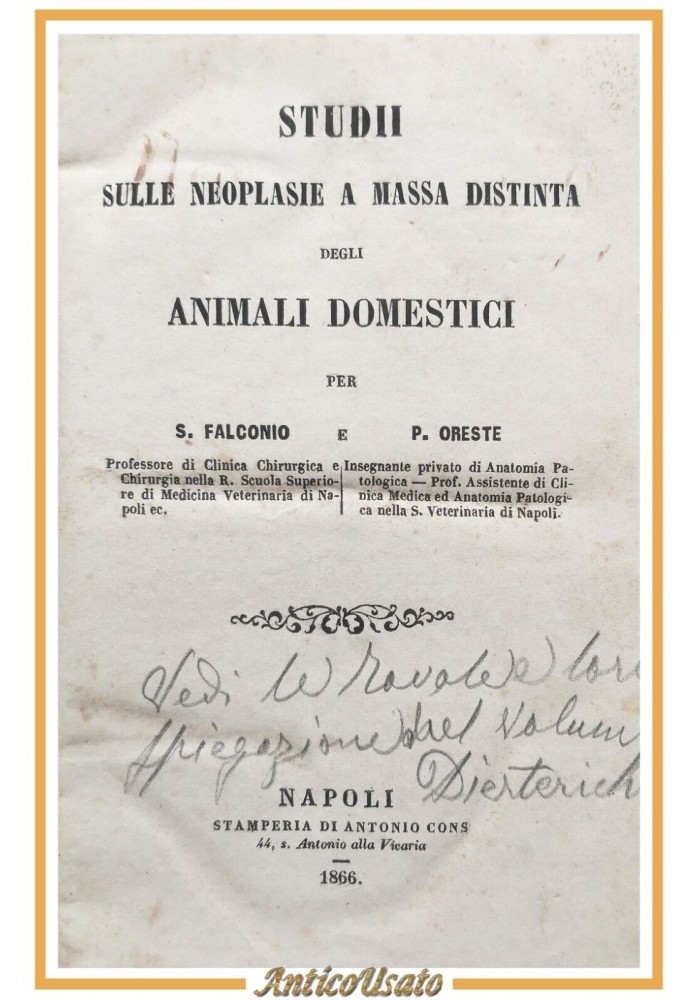 STUDII
SULLE NEOPLASIE A MASSA DISTINTA
DEGLI
ANIMALI DOMESTICI
PER
S. FALCONIO E P. ORESTE
Professore di Clinica Chirurgica e
Chirurgia nella R. Scuola Superio-
re di Medicina Veterinaria di Na-
poli ec.
Insegnante privato di Anatomia Pa-
tologica — Prof. Assistente di Cli-
nica Medica ed Anatomia Patologi-
ca nella S. Veterinaria di Napoli.
Vedi le tavole e loro
spiegazione nel volum
Dieterich
NAPOLI
STAMPERIA DI ANTONIO CONS
44, s. Antonio alla Vicaria
1866.
AnticoUsato